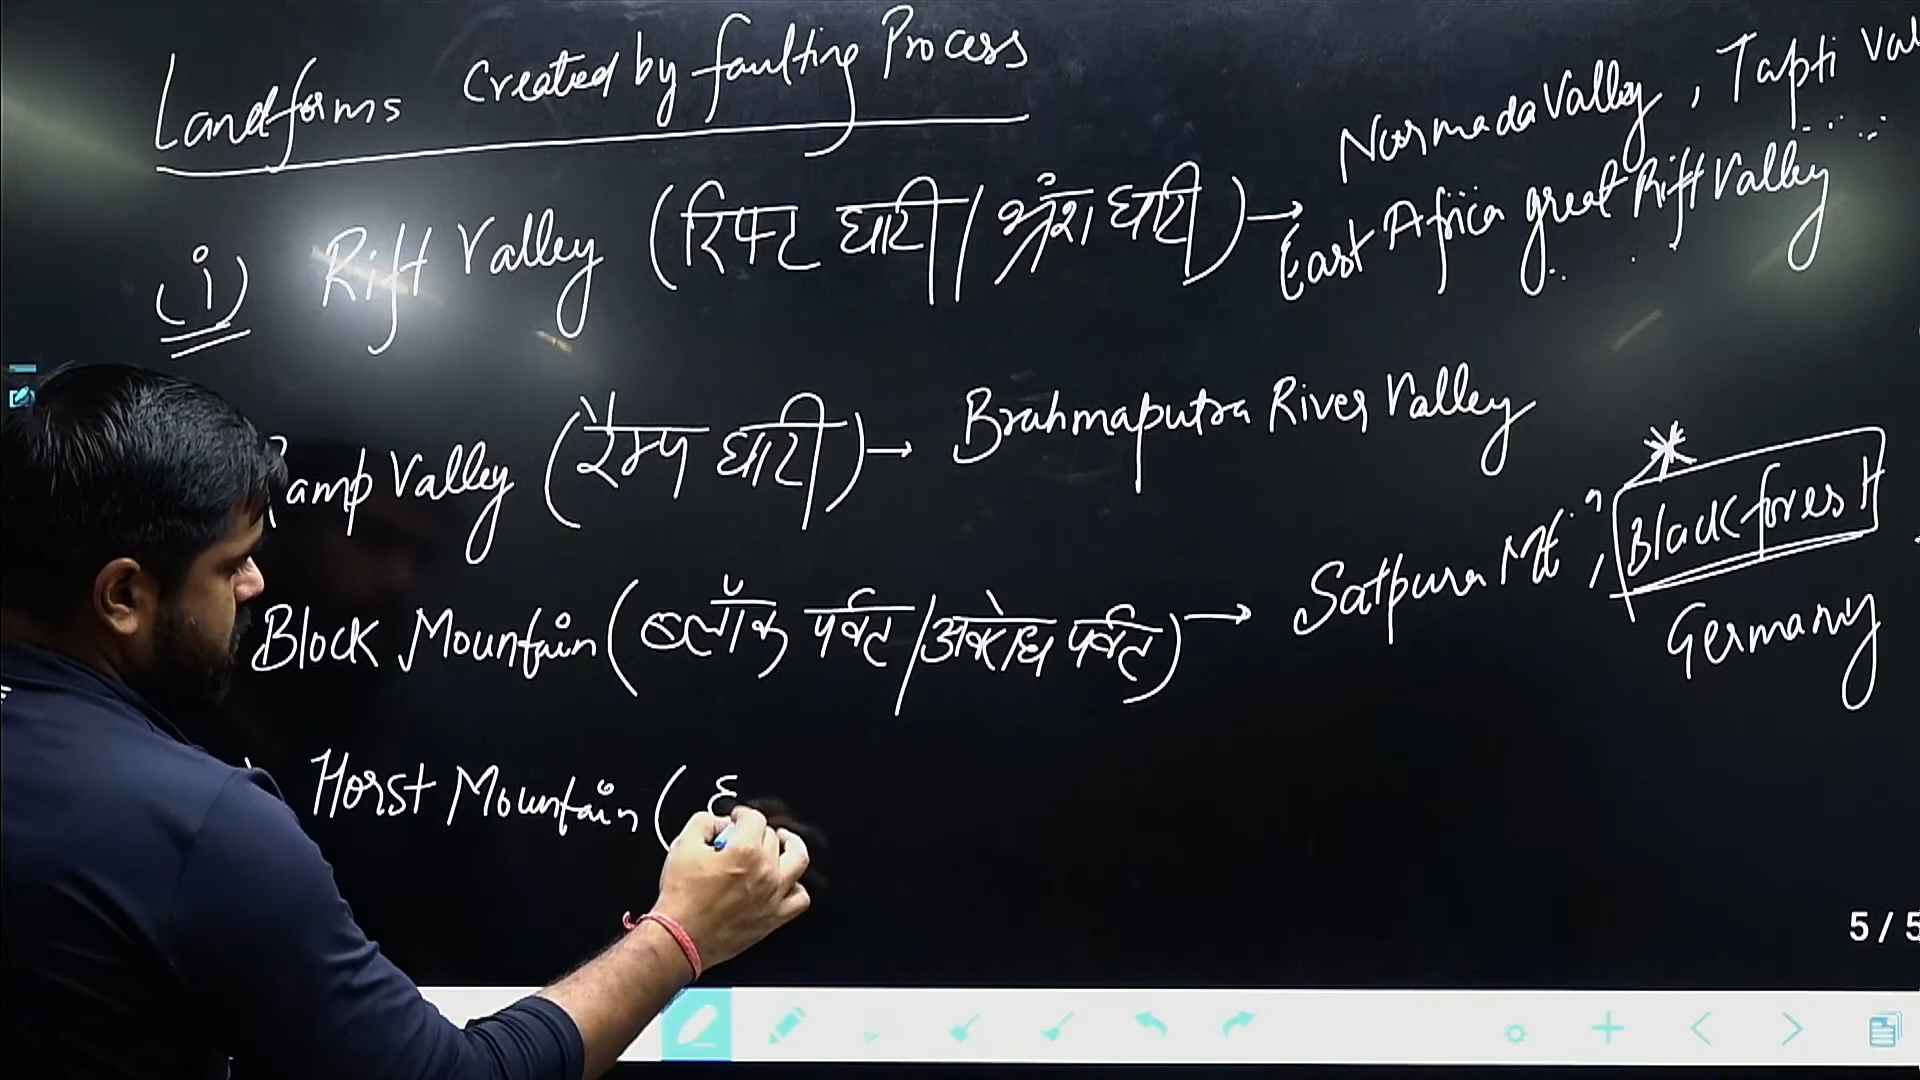 Landforms created by faulting Process
Narmada Valley, Tapti Val
(i) Rift Valley (रिफ्ट घाटी / भ्रंश घाटी) →
East Africa great Rift Valley
Ramp Valley (रैम्प घाटी) → Brahmaputra River Valley
Block Mountain (ब्लॉक पर्वत / अवरोधी पर्वत) → Satpura Mt", Black forest
Germany
Horst Mountain (
5 / 5